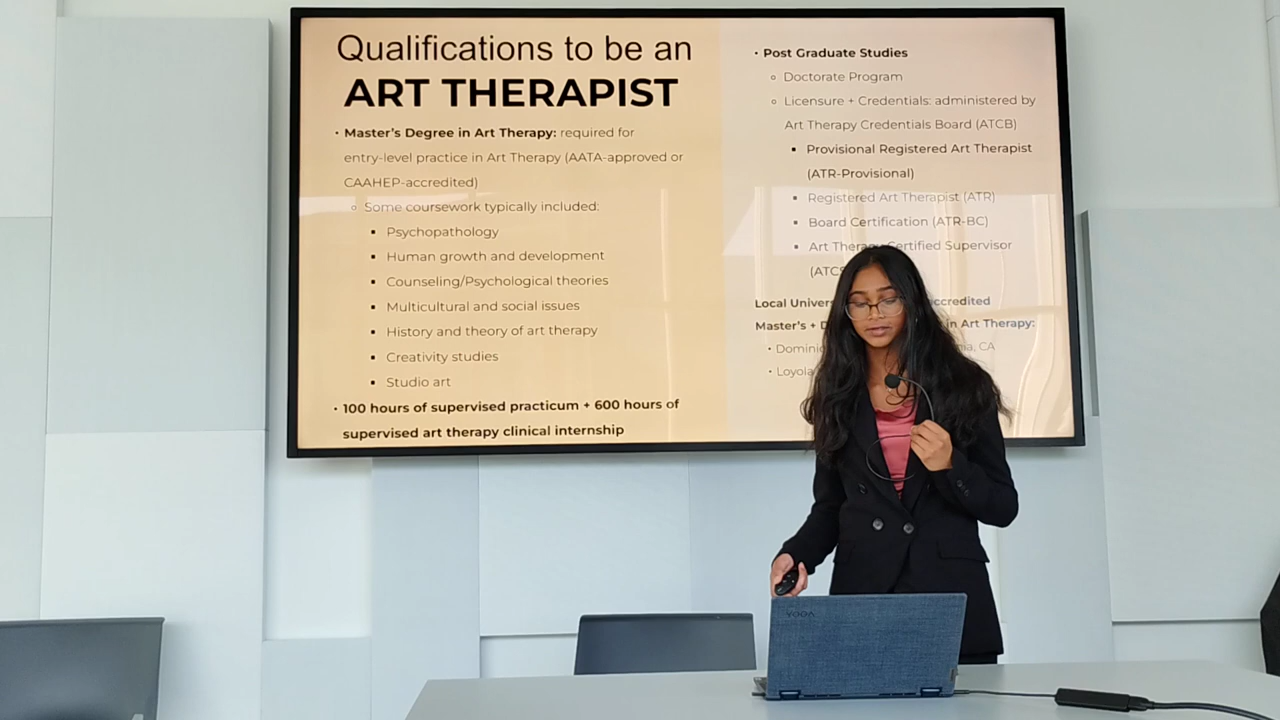 Qualifications to be an
ART THERAPIST
• Master's Degree in Art Therapy: required for
entry-level practice in Art Therapy (AATA-approved or
CAAHEP-accredited)
Some coursework typically included:
Psychopathology
Human growth and development
Counseling/Psychological theories
Multicultural and social issues
History and theory of art therapy
Creativity studies
Studio art
• 100 hours of supervised practicum + 600 hours of
supervised art therapy clinical internship
• Post Graduate Studies
Doctorate Program
Licensure + Credentials: administered by
Art Therapy Credentials Board (ATCB)
Provisional Registered Art Therapist
(ATR-Provisional)
Registered Art Therapist (ATR)
Board Certification (ATR-BC)
Art Therapy Certified Supervisor
Local accredited
Master's + in Art Therapy:
CA
• Loyola
YOGA